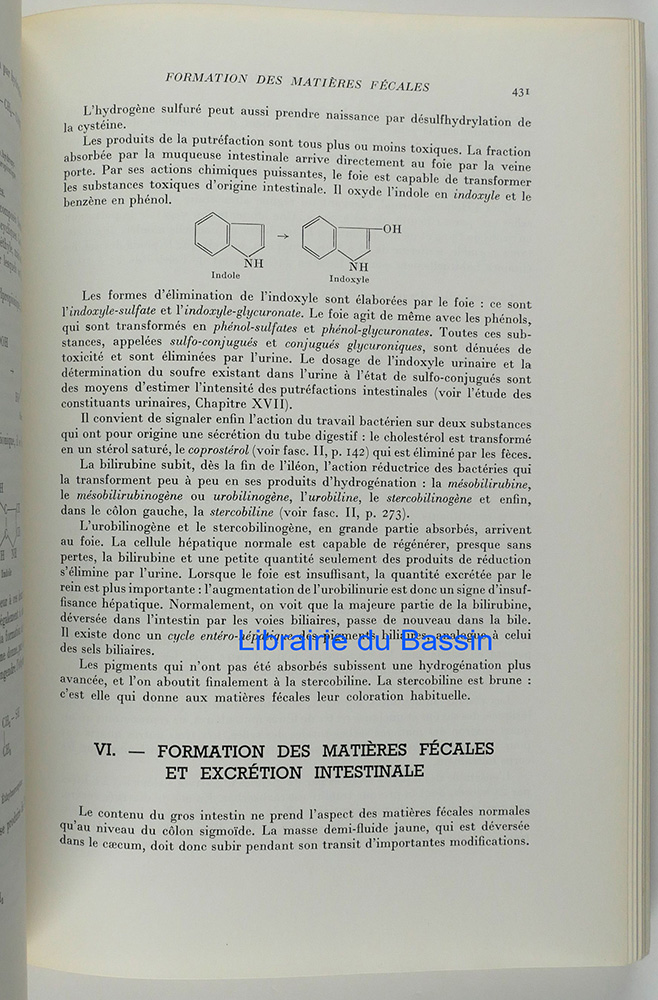 FORMATION DES MATIÈRES FÉCALES
431
L'hydrogène sulfuré peut aussi prendre naissance par désulfhydrylation de
la cystéine.
Les produits de la putréfaction sont tous plus ou moins toxiques. La fraction
absorbée par la muqueuse intestinale arrive directement au foie par la veine
porte. Par ses actions chimiques puissantes, le foie est capable de transformer
les substances toxiques d'origine intestinale. Il oxyde l'indole en indoxyle et le
benzène en phénol.
→
OH
NH
NH
Indole
Indoxyle
Les formes d'élimination de l'indoxyle sont élaborées par le foie : ce sont
l'indoxyle-sulfate et l'indoxyle-glycuronate. Le foie agit de même avec les phénols,
qui sont transformés en phénol-sulfates et phénol-glycuronates. Toutes ces sub-
stances, appelées sulfo-conjugués et conjugués glycuroniques, sont dénuées de
toxicité et sont éliminées par l'urine. Le dosage de l'indoxyle urinaire et la
détermination du soufre existant dans l'urine à l'état de sulfo-conjugués sont
des moyens d'estimer l'intensité des putréfactions intestinales (voir l'étude des
constituants urinaires, Chapitre XVII).
Il convient de signaler enfin l'action du travail bactérien sur deux substances
qui ont pour origine une sécrétion du tube digestif : le cholestérol est transformé
en un stérol saturé, le coprostérol (voir fasc. II, p. 142) qui est éliminé par les fèces.
La bilirubine subit, dès la fin de l'iléon, l'action réductrice des bactéries qui
la transforment peu à peu en ses produits d'hydrogénation : la mésobilirubine,
le mésobilirubinogène ou urobilinogène, l'urobiline, le stercobilinogène et enfin,
dans le côlon gauche, la stercobiline (voir fasc. II, p. 273).
L'urobilinogène et le stercobilinogène, en grande partie absorbés, arrivent
au foie. La cellule hépatique normale est capable de régénérer, presque sans
pertes, la bilirubine et une petite quantité seulement des produits de réduction
s'élimine par l'urine. Lorsque le foie est insuffisant, la quantité excrétée par le
rein est plus importante : l'augmentation de l'urobilinurie est donc un signe d'insuf-
fisance hépatique. Normalement, on voit que la majeure partie de la bilirubine,
déversée dans l'intestin par les voies biliaires, passe de nouveau dans la bile.
Il existe donc un cycle entéro-hépatique des pigments biliaires, analogue à celui
des sels biliaires.
Librairie du Bassin
Les pigments qui n'ont pas été absorbés subissent une hydrogénation plus
avancée, et l'on aboutit finalement à la stercobiline. La stercobiline est brune :
c'est elle qui donne aux matières fécales leur coloration habituelle.
VI. — FORMATION DES MATIÈRES FÉCALES
ET EXCRÉTION INTESTINALE
Le contenu du gros intestin ne prend l'aspect des matières fécales normales
qu'au niveau du côlon sigmoïde. La masse demi-fluide jaune, qui est déversée
dans le cæcum, doit donc subir pendant son transit d'importantes modifications.